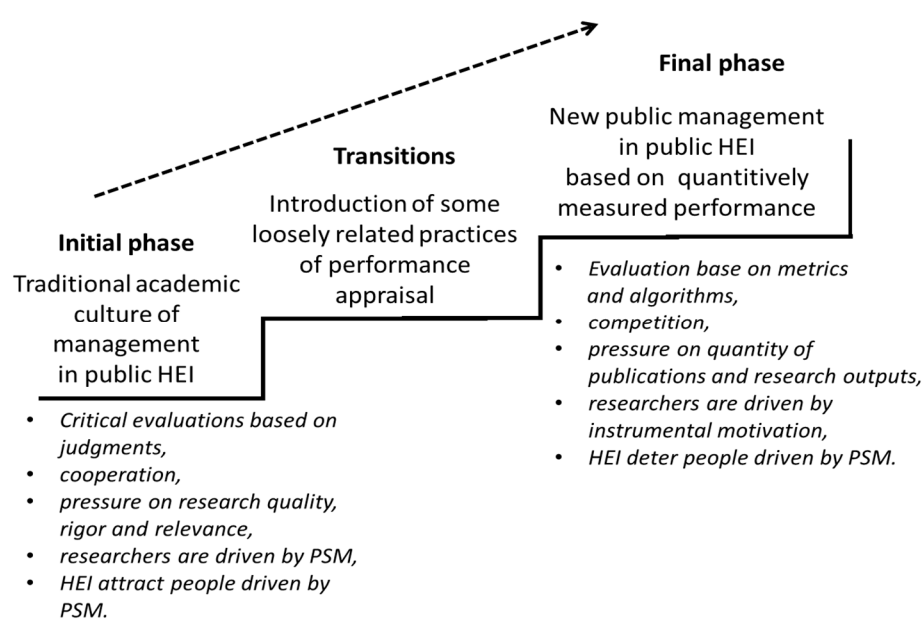 Initial phase
Traditional academic
culture of
management
in public HEI
• Critical evaluations based on
judgments,
• cooperation,
• pressure on research quality,
rigor and relevance,
• researchers are driven by PSM,
• HEI attract people driven by
PSM.
Transitions
Introduction of some
loosely related practices
of performance
appraisal
Final phase
New public management
in public HEI
based on quantitively
measured performance
• Evaluation base on metrics
and algorithms,
• competition,
• pressure on quantity of
publications and research outputs,
• researchers are driven by
instrumental motivation,
• HEI deter people driven by PSM.